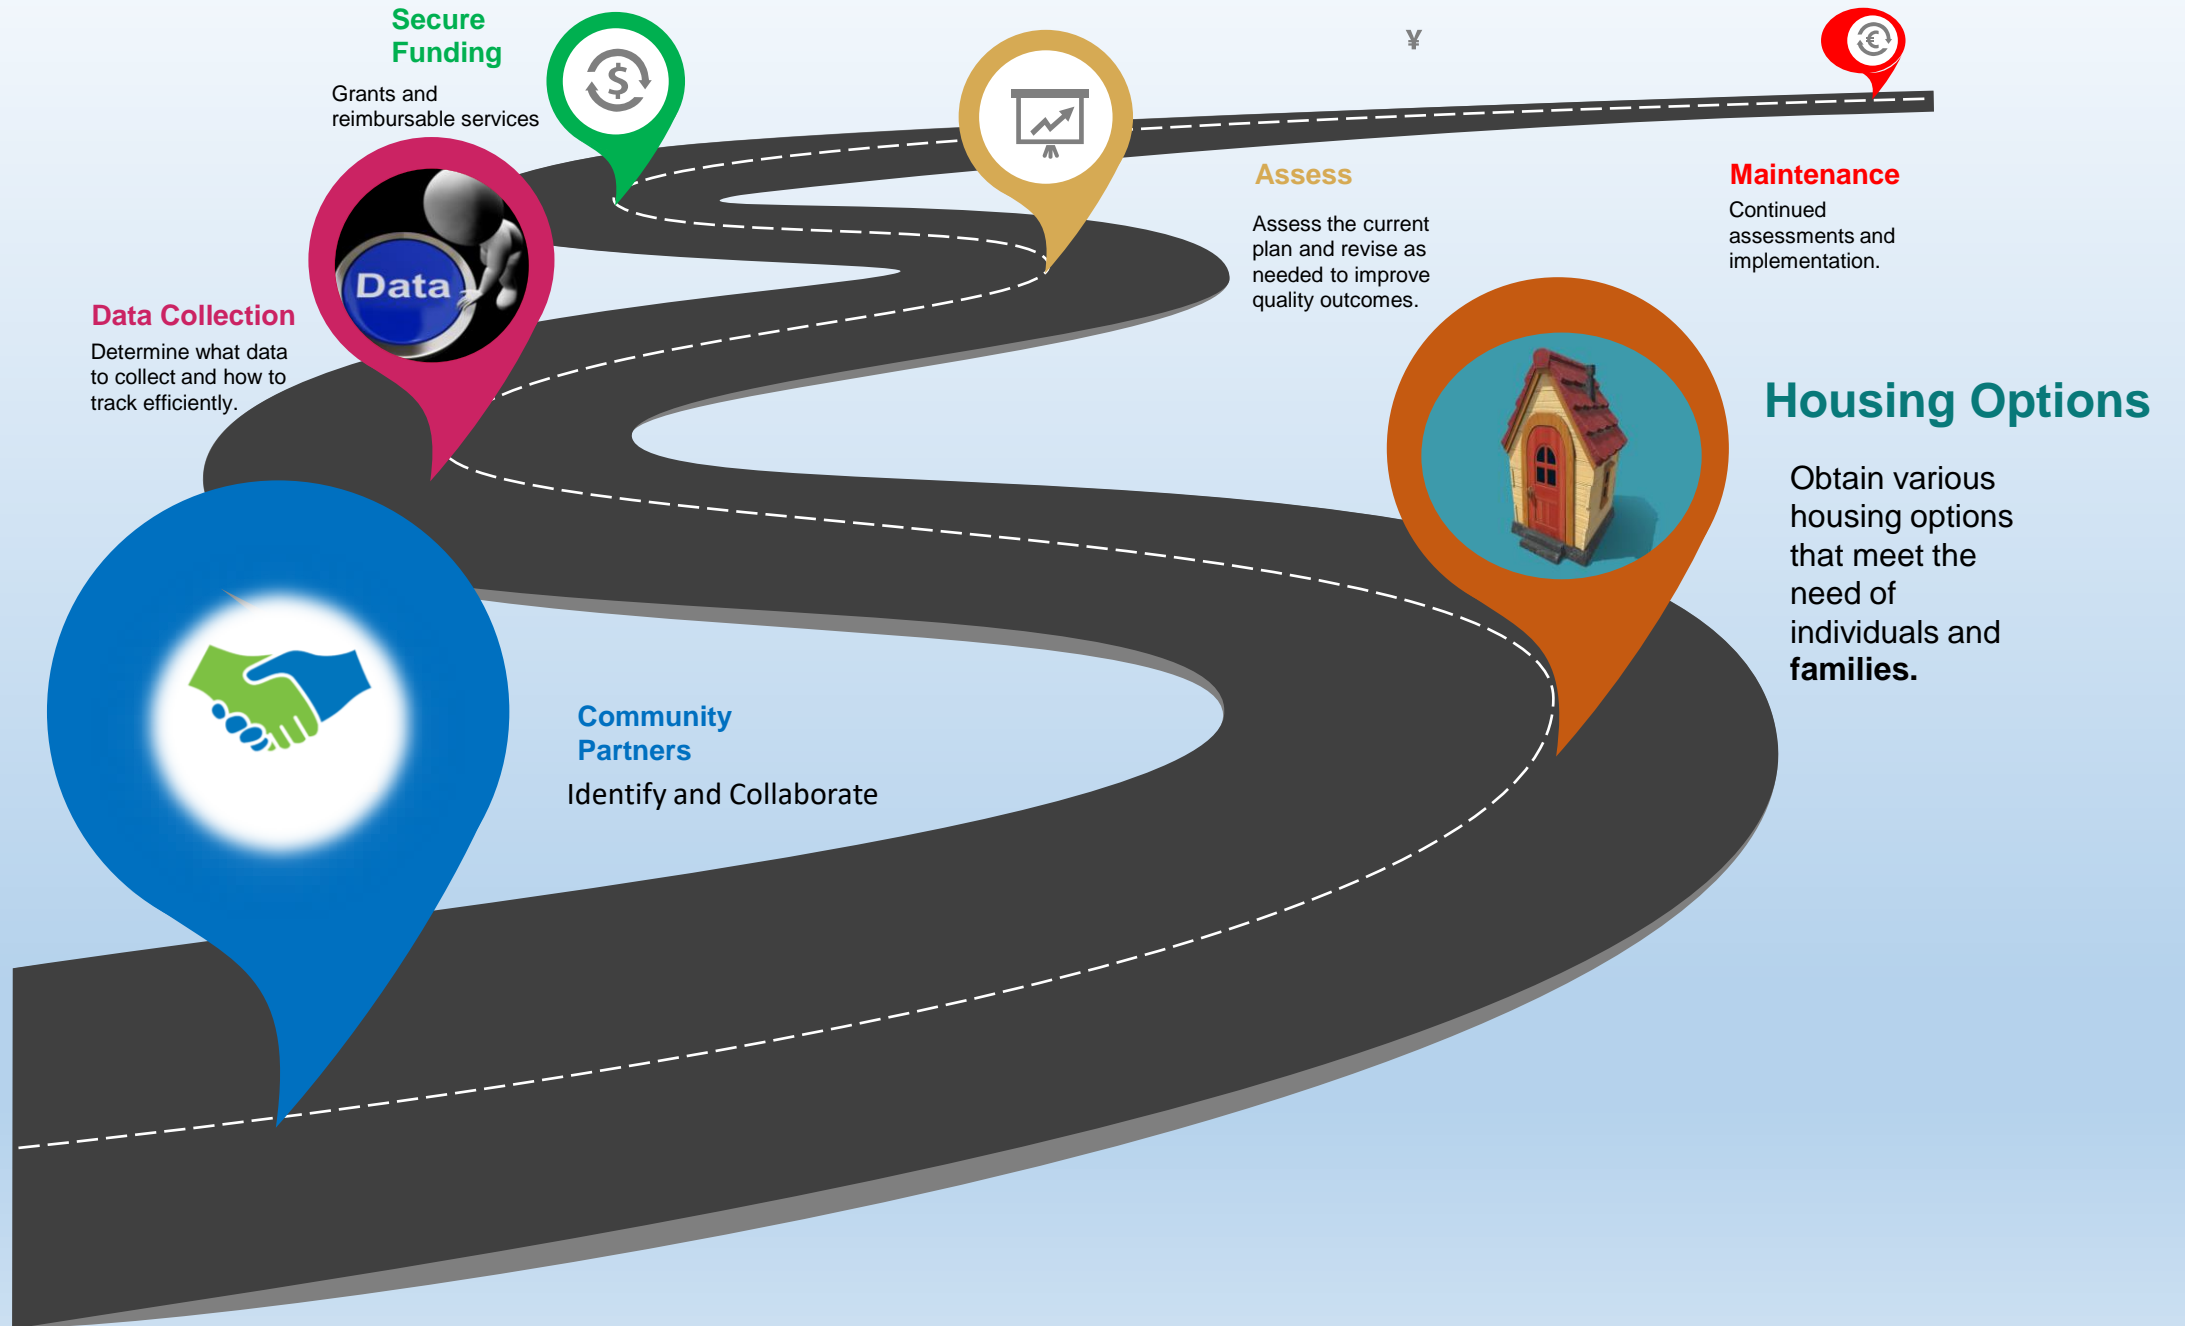 Secure
Funding
Grants and
reimbursable services
$
¥
€
Assess
Assess the current
plan and revise as
needed to improve
quality outcomes.
Maintenance
Continued
assessments and
implementation.
Data
Data Collection
Determine what data
to collect and how to
track efficiently.
Housing Options
Obtain various
housing options
that meet the
need of
individuals and
families.
Community
Partners
Identify and Collaborate